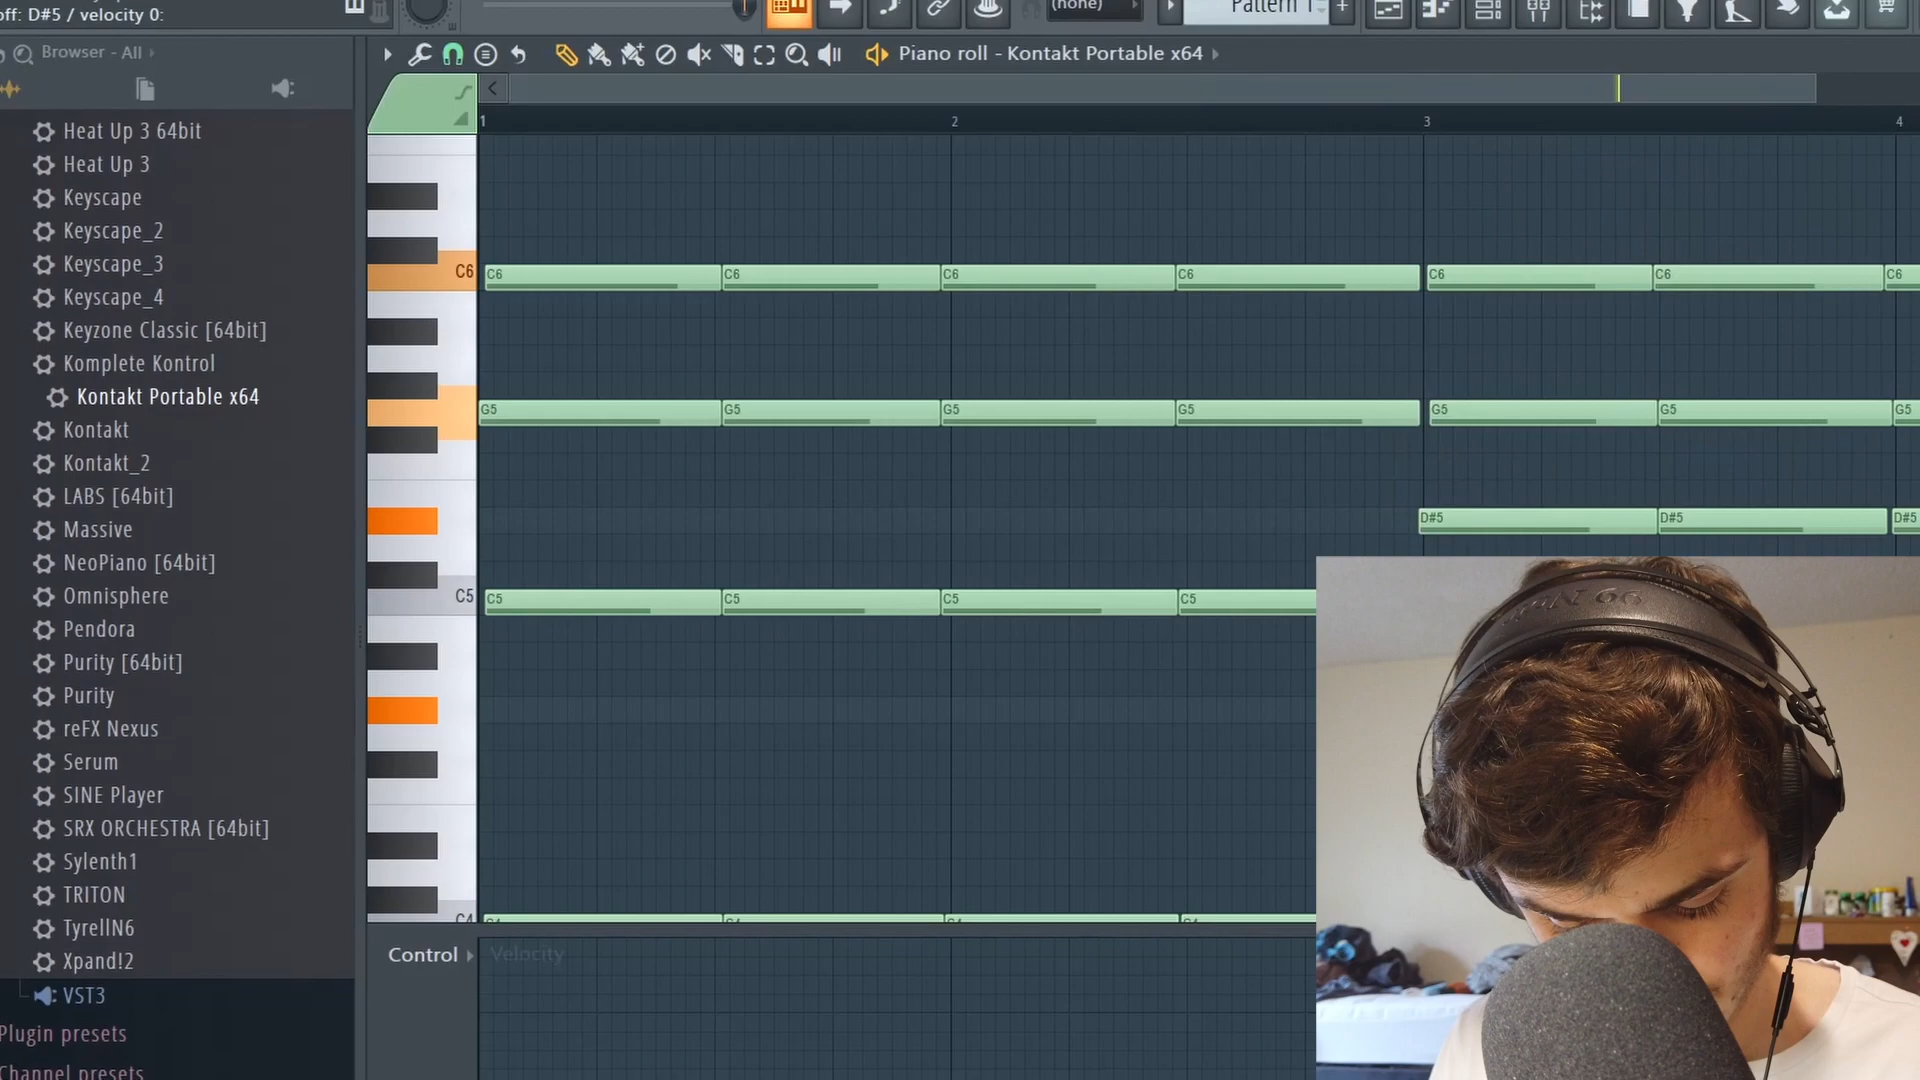 off: D#5 / velocity 0:
(none)
Pattern 1
Browser - All
Piano roll - Kontakt Portable x64
1
2
3
4
Heat Up 3 64bit
Heat Up 3
Keyscape
Keyscape_2
Keyscape_3
Keyscape_4
Keyzone Classic [64bit]
Komplete Kontrol
Kontakt Portable x64
Kontakt
Kontakt_2
LABS [64bit]
Massive
NeoPiano [64bit]
Omnisphere
Pendora
Purity [64bit]
Purity
reFX Nexus
Serum
SINE Player
SRX ORCHESTRA [64bit]
Sylenth1
TRITON
TyrellN6
Xpand!2
VST3
Plugin presets
Channel presets
C6
C6
C6
C6
C6
C6
C6
C6
G5
G5
G5
G5
G5
G5
G5
D#5
D#5
D#5
C5
C5
C5
C5
C5
C4
Control
Velocity